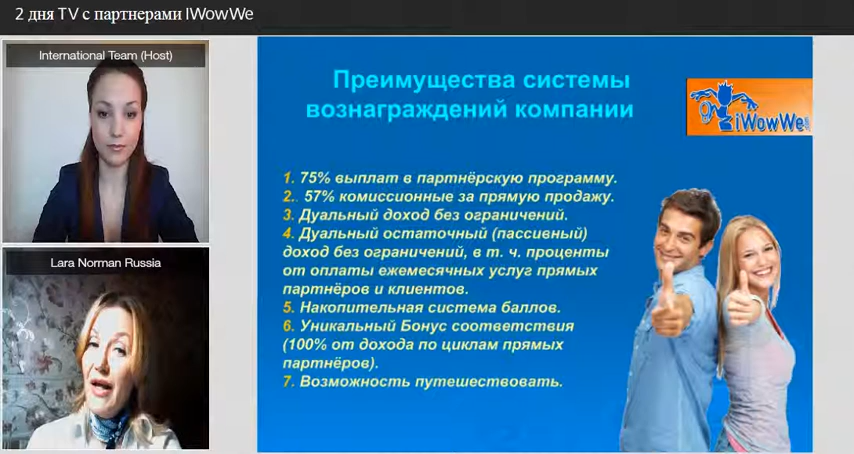 2 дня TV с партнерами IWowWe
International Team (Host)
Lara Norman Russia
Преимущества системы
вознаграждений компании
iWowWe
1. 75% выплат в партнёрскую программу.
2.. 57% комиссионные за прямую продажу.
3. Дуальный доход без ограничений.
4. Дуальный остаточный (пассивный)
доход без ограничений, в т. ч. проценты
от оплаты ежемесячных услуг прямых
партнёров и клиентов.
5. Накопительная система баллов.
6. Уникальный Бонус соответствия
(100% от дохода по циклам прямых
партнёров).
7. Возможность путешествовать.